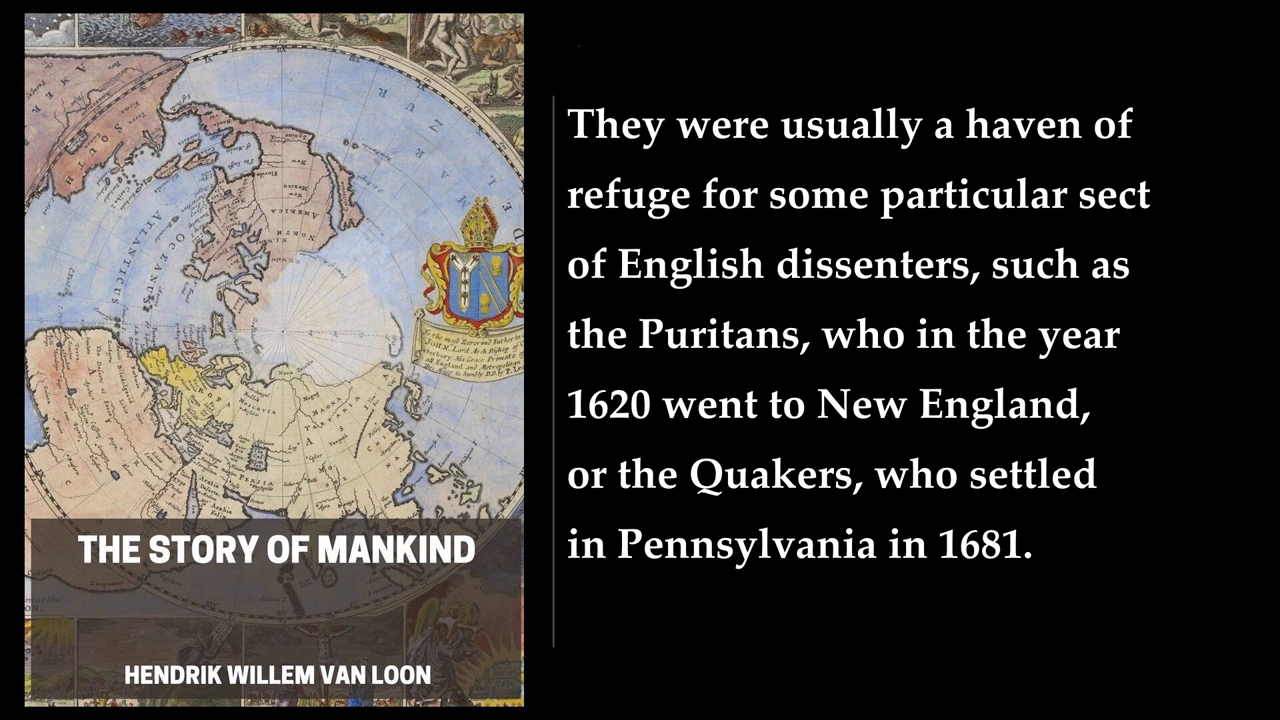 THE STORY OF MANKIND
HENDRIK WILLEM VAN LOON
They were usually a haven of
refuge for some particular sect
of English dissenters, such as
the Puritans, who in the year
1620 went to New England,
or the Quakers, who settled
in Pennsylvania in 1681.